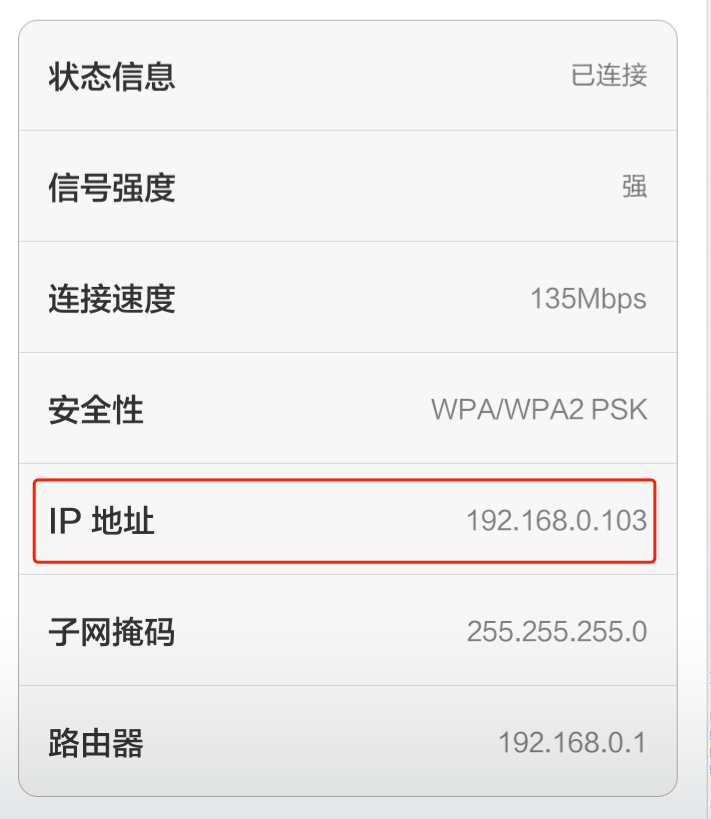 状态信息 已连接
信号强度 强
连接速度 135Mbps
安全性 WPA/WPA2 PSK
IP 地址 192.168.0.103
子网掩码 255.255.255.0
路由器 192.168.0.1